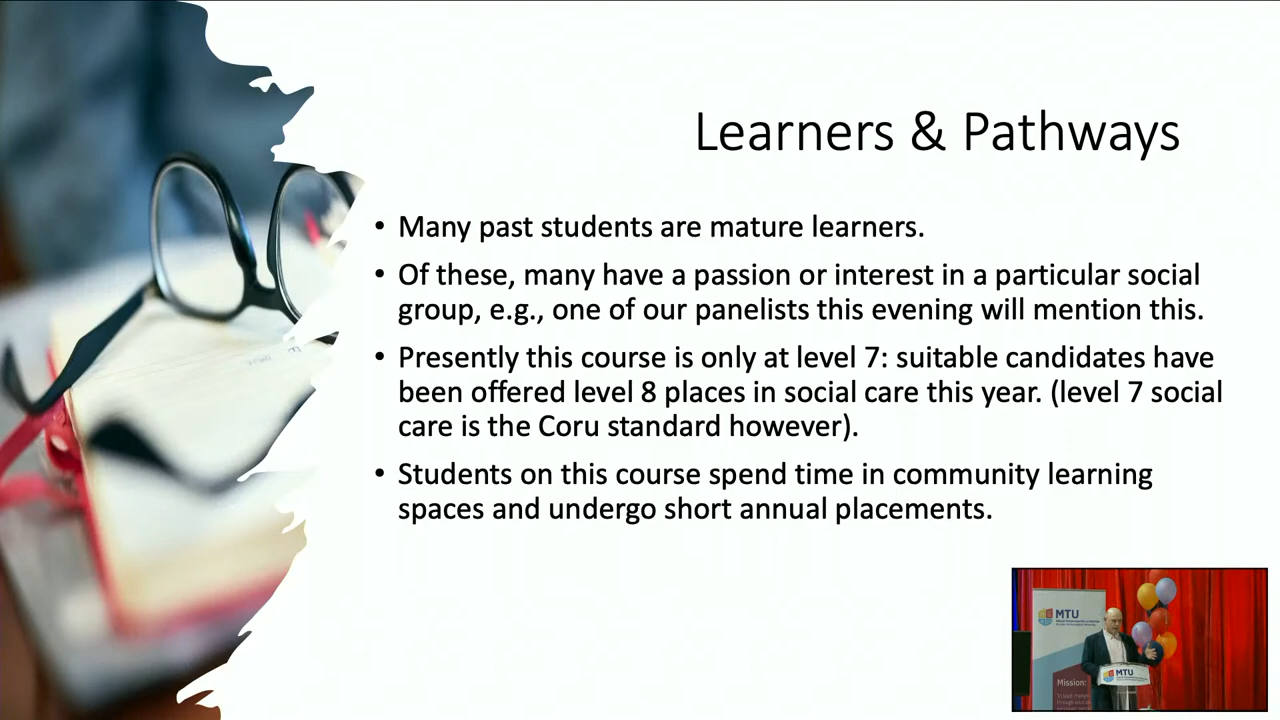 Learners & Pathways
• Many past students are mature learners.
• Of these, many have a passion or interest in a particular social
group, e.g., one of our panelists this evening will mention this.
• Presently this course is only at level 7: suitable candidates have
been offered level 8 places in social care this year. (level 7 social
care is the Coru standard however).
• Students on this course spend time in community learning
spaces and undergo short annual placements.
MTU
MTU
Mission: